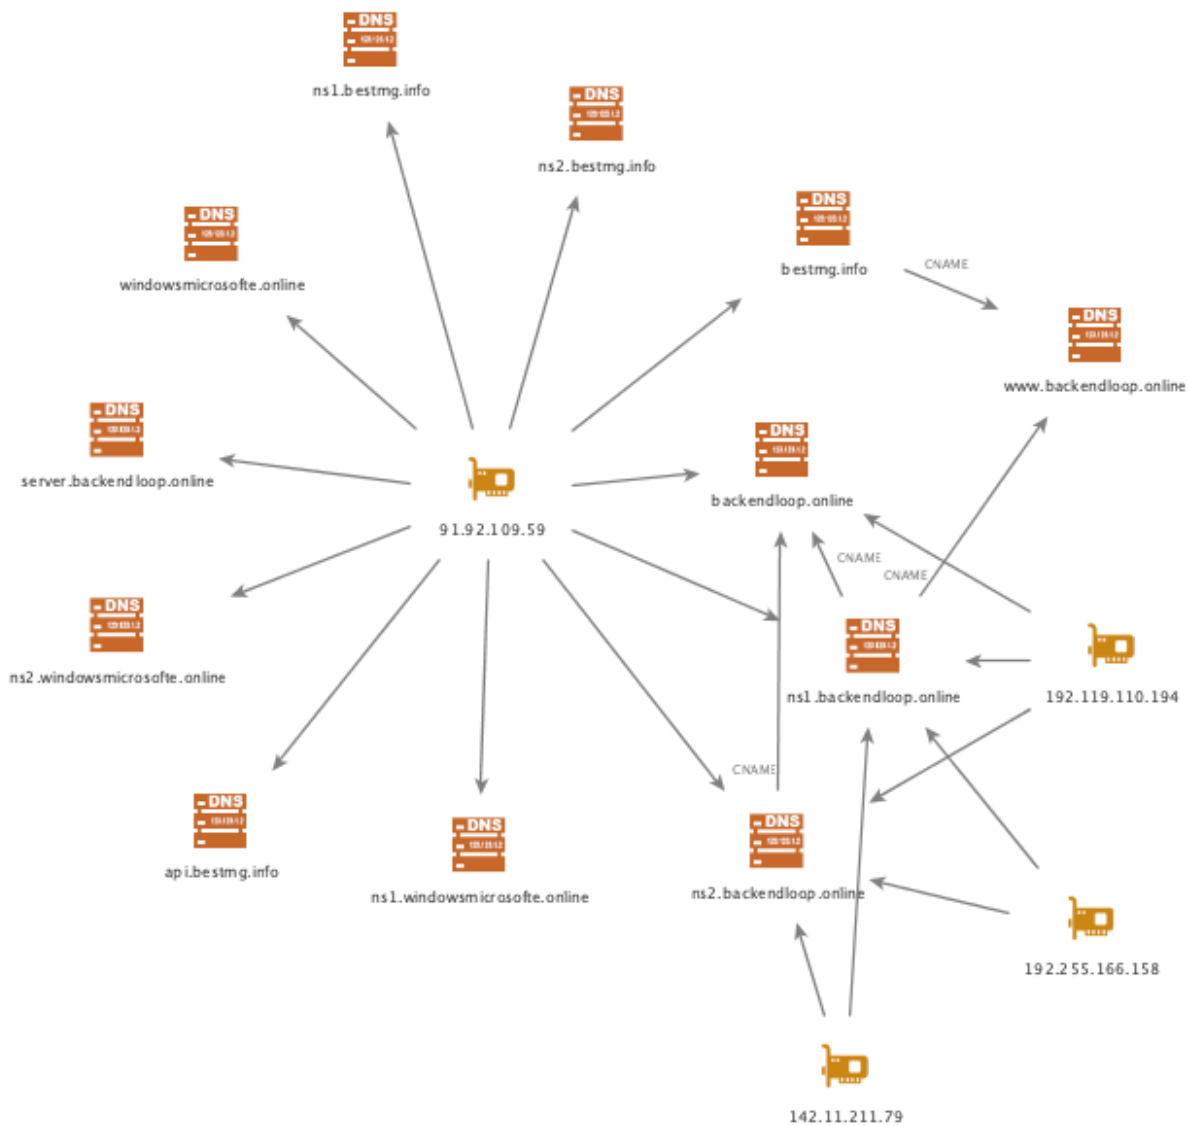 DNS
ns1.bestmg.info
DNS
ns2.bestmg.info
DNS
bestmg.info
CNAME
DNS
windowsmicrosofte.online
DNS
www.backendloop.online
DNS
server.backendloop.online
DNS
backendloop.online
91.92.109.59
CNAME
CNAME
DNS
ns2.windowsmicrosofte.online
DNS
ns1.backendloop.online
192.119.110.194
CNAME
DNS
api.bestmg.info
DNS
ns1.windowsmicrosofte.online
DNS
ns2.backendloop.online
192.255.166.158
142.11.211.79